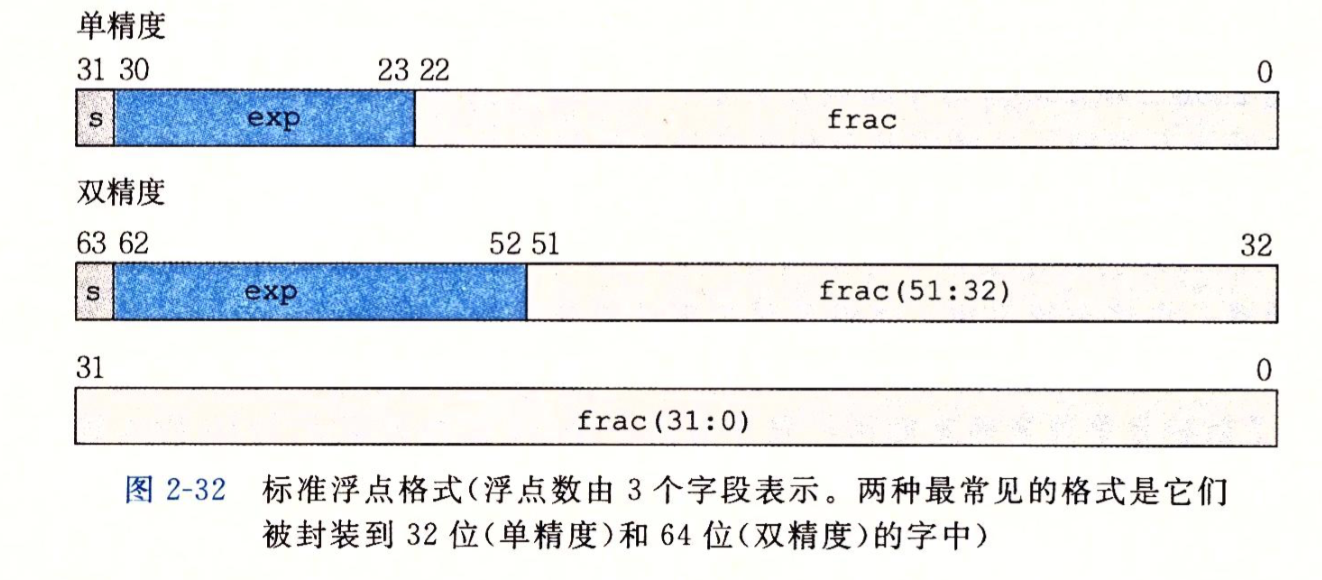 单精度
31 30 23 22 0
s exp frac
双精度
63 62 52 51 32
s exp frac(51:32)
31 0
frac(31:0)
图 2-32 标准浮点格式(浮点数由 3 个字段表示。两种最常见的格式是它们
被封装到 32 位(单精度)和 64 位(双精度)的字中)